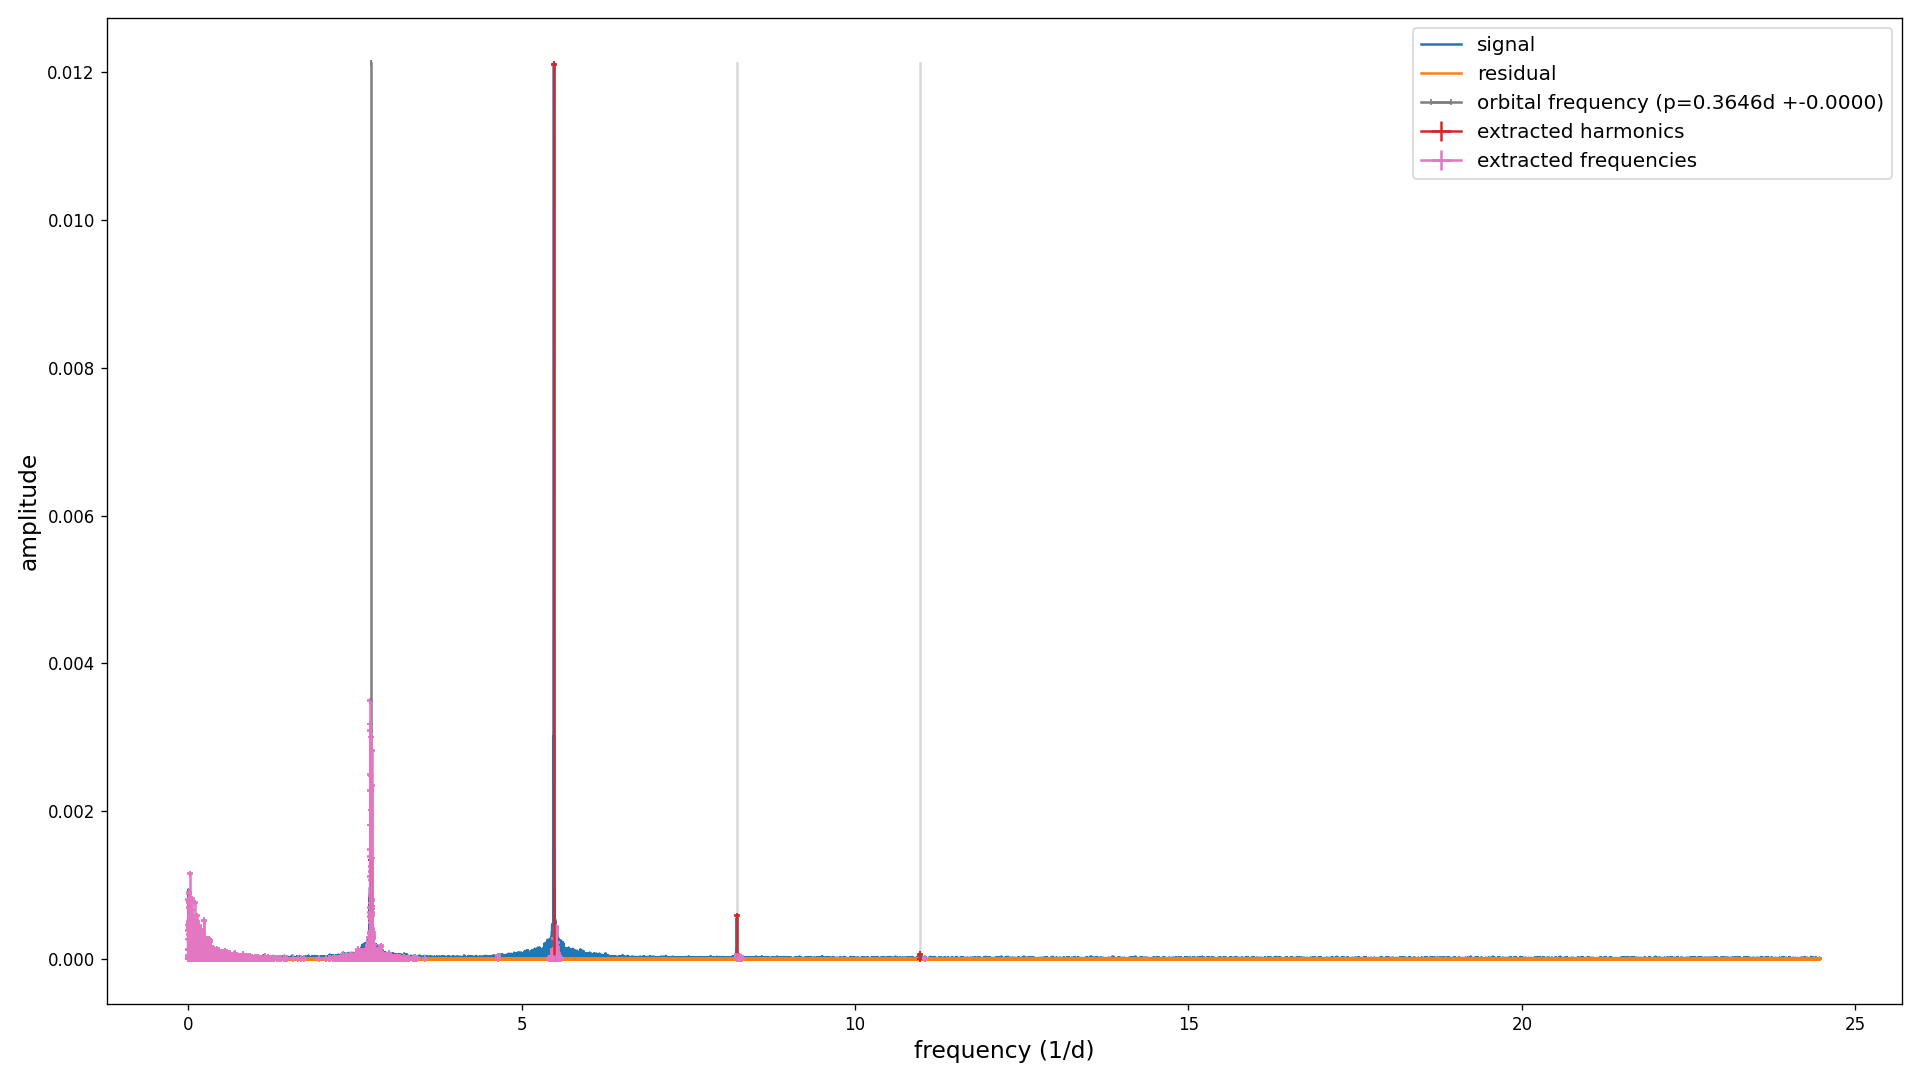 signal
residual
orbital frequency (p=0.3646d +-0.0000)
extracted harmonics
extracted frequencies
0.012
0.010
0.008
0.006
0.004
0.002
0.000
amplitude
0
5
10
15
20
25
frequency (1/d)